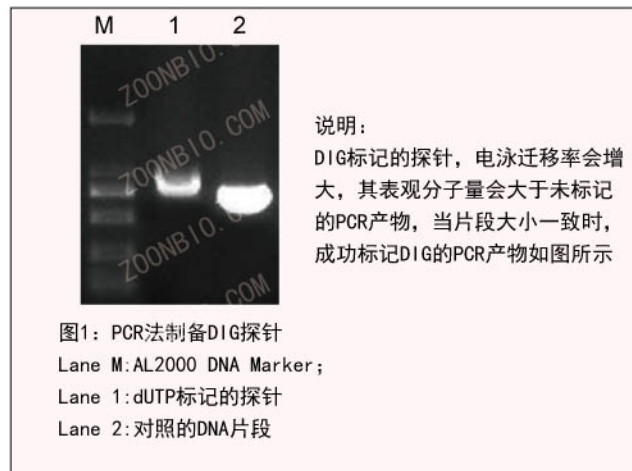 M 1 2
ZOONBIO.COM
ZOONBIO.COM
ZOONBIO.COM
说明：
DIG标记的探针，电泳迁移率会增
大，其表观分子量会大于未标记
的PCR产物，当片段大小一致时，
成功标记DIG的PCR产物如图所示
图1：PCR法制备DIG探针
Lane M:AL2000 DNA Marker；
Lane 1:dUTP标记的探针
Lane 2:对照的DNA片段